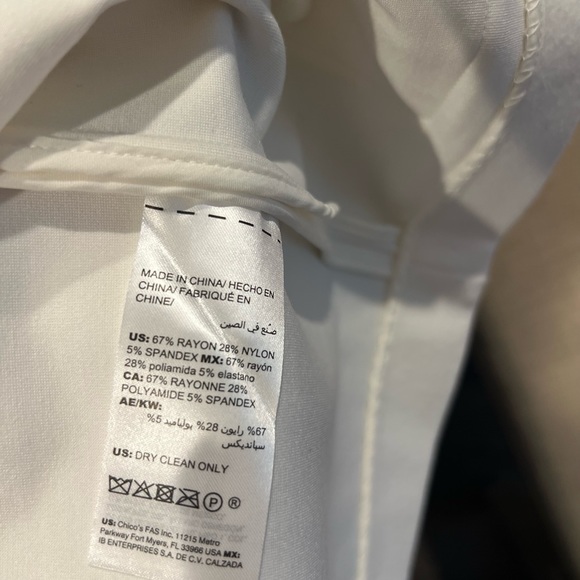 MADE IN CHINA/ HECHO EN
CHINA/ FABRIQUÉ EN
CHINE/
صنع في الصين
US: 67% RAYON 28% NYLON
5% SPANDEX MX: 67% rayón
28% poliamida 5% elastano
CA: 67% RAYONNE 28%
POLYAMIDE 5% SPANDEX
AE/KW:
67% رايون 28% بولياميد 5%
سبانديكس
US: DRY CLEAN ONLY
P ®
US: Chico's FAS Inc, 11215 Metro
Parkway Fort Myers, FL 33966 USA MX:
IB ENTERPRISES S.A. DE C.V. CALZADA